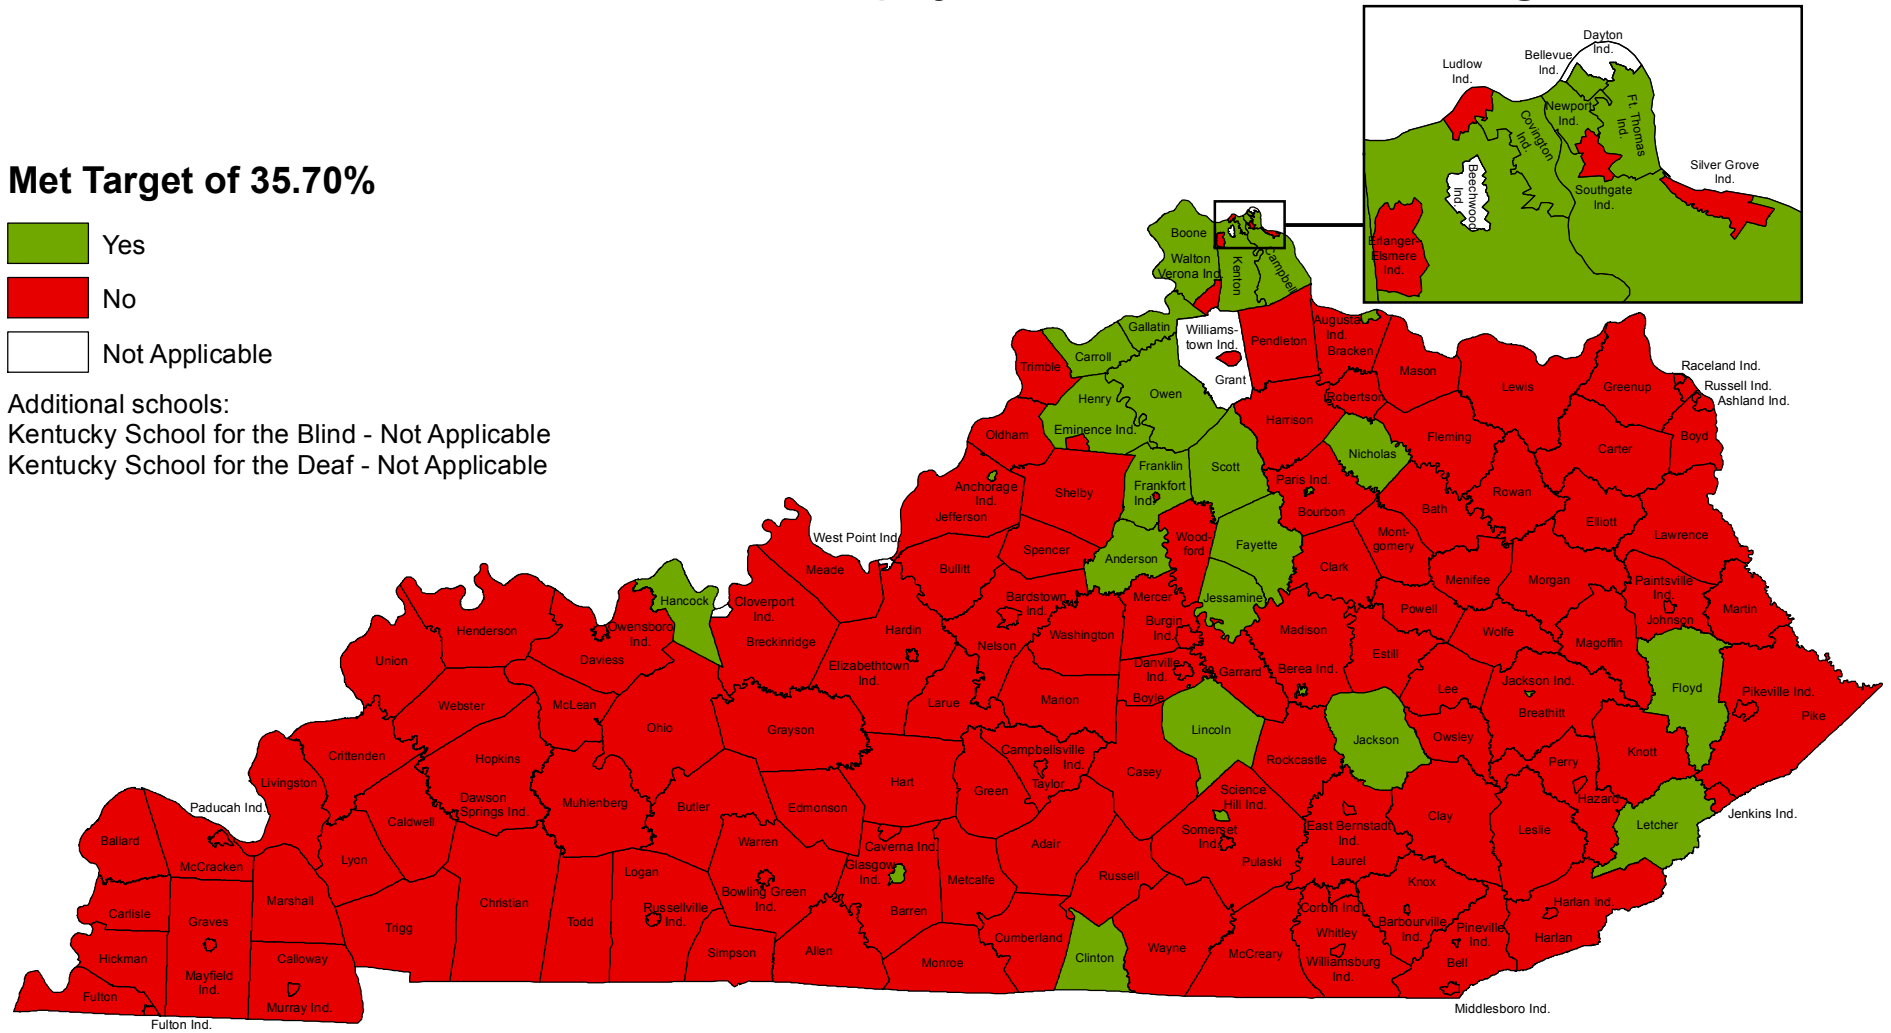 Met Target of 35.70%
Yes
No
Not Applicable
Additional schools:
Kentucky School for the Blind - Not Applicable
Kentucky School for the Deaf - Not Applicable
Dayton
Ind.
Bellevue
Ind.
Ludlow
Ind.
Newport
Ind.
Ft. Thomas
Ind.
Covington
Ind.
Beechwood
Ind.
Southgate
Ind.
Silver Grove
Ind.
Erlanger-
Elsmere
Ind.
Boone
Walton
Verona Ind.
Kenton
Campbell
Gallatin
Williams-
town Ind.
Grant
Pendleton
Augusta
Ind.
Bracken
Carroll
Trimble
Owen
Henry
Eminence Ind.
Oldham
Mason
Robertson
Lewis
Greenup
Raceland Ind.
Russell Ind.
Ashland Ind.
Boyd
Carter
Fleming
Harrison
Nicholas
Franklin
Frankfort
Ind.
Scott
Anchorage
Ind.
Jefferson
Shelby
Paris Ind.
Bourbon
Bath
Rowan
Elliott
Lawrence
West Point Ind.
Meade
Bullitt
Spencer
Anderson
Wood-
ford
Fayette
Clark
Mont-
gomery
Menifee
Morgan
Paintsville
Ind.
Johnson
Martin
Hancock
Cloverport
Ind.
Breckinridge
Owensboro
Ind.
Daviess
Henderson
Union
Hardin
Elizabethtown
Ind.
Bardstown
Ind.
Nelson
Washington
Mercer
Burgin
Ind.
Jessamine
Madison
Powell
Wolfe
Magoffin
Estill
Berea Ind.
Garrard
Danville
Ind.
Boyle
Marion
Larue
Lee
Jackson Ind.
Breathitt
Floyd
Pikeville Ind.
Pike
Webster
McLean
Ohio
Grayson
Lincoln
Rockcastle
Jackson
Owsley
Perry
Knott
Crittenden
Hopkins
Livingston
Dawson
Springs Ind.
Muhlenberg
Butler
Edmonson
Hart
Green
Campbellsville
Ind.
Taylor
Casey
Science
Hill Ind.
Somerset
Ind.
Pulaski
East Bernstadt
Ind.
Laurel
Clay
Leslie
Hazard
Letcher
Jenkins Ind.
Paducah Ind.
Ballard
McCracken
Caldwell
Lyon
Warren
Caverna Ind.
Glasgow
Ind.
Barren
Metcalfe
Adair
Russell
Knox
Corbin Ind.
Barbourville
Ind.
Pineville
Ind.
Harlan Ind.
Harlan
Whitley
Williamsburg
Ind.
Bell
Middlesboro Ind.
Carlisle
Graves
Marshall
Trigg
Christian
Todd
Logan
Russellville
Ind.
Bowling Green
Ind.
Simpson
Allen
Monroe
Cumberland
Clinton
Wayne
McCreary
Hickman
Mayfield
Ind.
Calloway
Murray Ind.
Fulton
Fulton Ind.